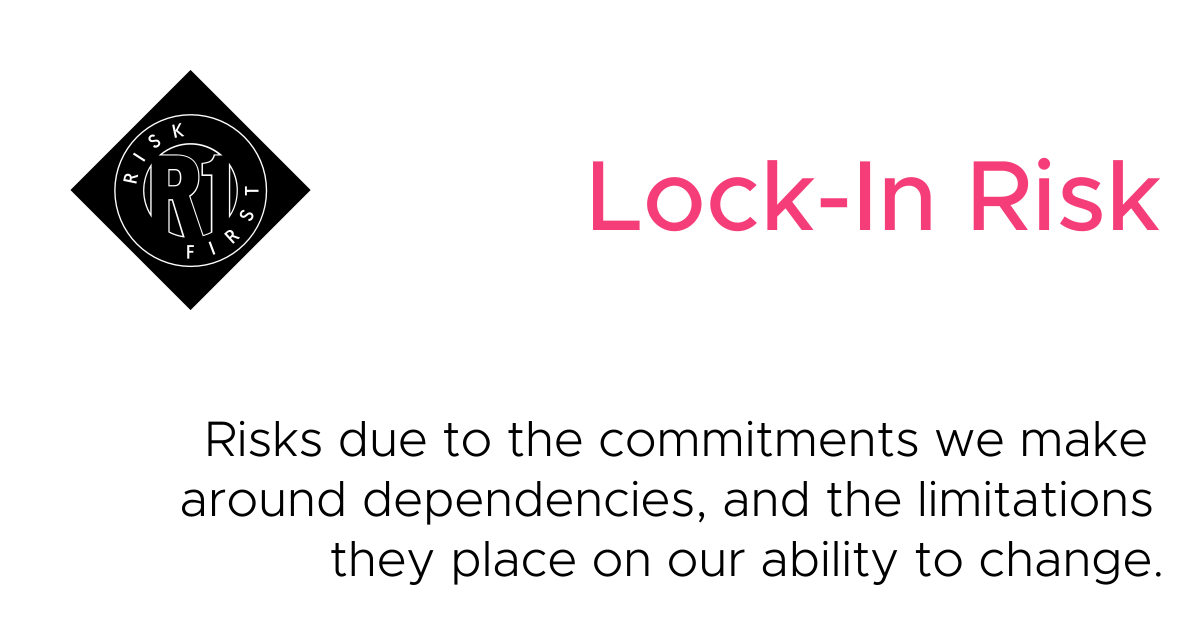 RISK
R1
FIRST
Lock-In Risk
Risks due to the commitments we make
around dependencies, and the limitations
they place on our ability to change.